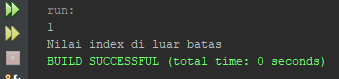 run:
1
Nilai index di luar batas
BUILD SUCCESSFUL (total time: 0 seconds)